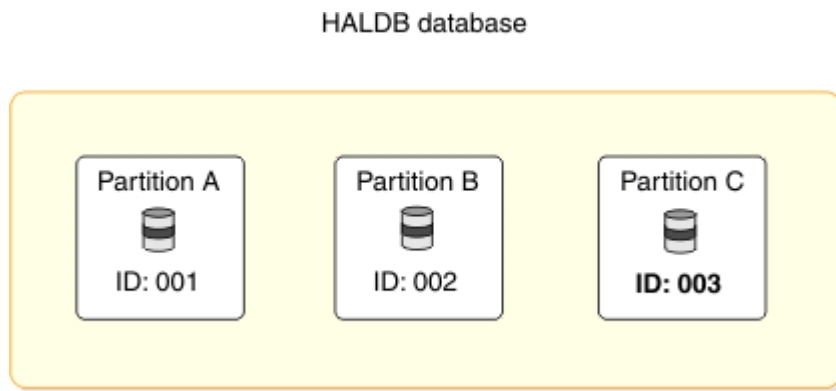 HALDB database
Partition A
ID: 001
Partition B
ID: 002
Partition C
ID: 003